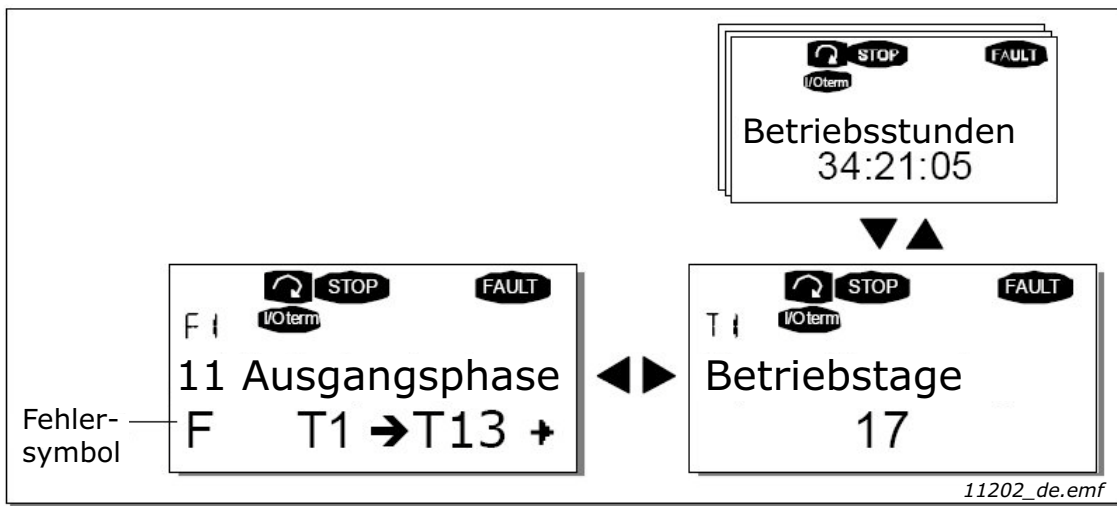 STOP FAULT
I/Oterm
Betriebsstunden
34:21:05
STOP FAULT
F1 I/Oterm
11 Ausgangsphase
F T1 ➔T13
Fehler-
symbol
STOP FAULT
T1 I/Oterm
Betriebstage
17
11202_de.emf